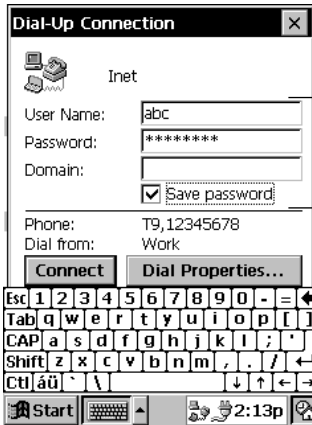 Dial-Up Connection ×
Inet
User Name: abc
Password: ********
Domain:
Save password
Phone: T9,12345678
Dial from: Work
Connect Dial Properties...
Esc 1 2 3 4 5 6 7 8 9 0 - = 
Tab q w e r t y u i o p [ ]
CAP a s d f g h j k l ; '
Shift z x c v b n m , . / ←
Ctl áü ` \ ↓ ↑ ← →
Start 2:13p